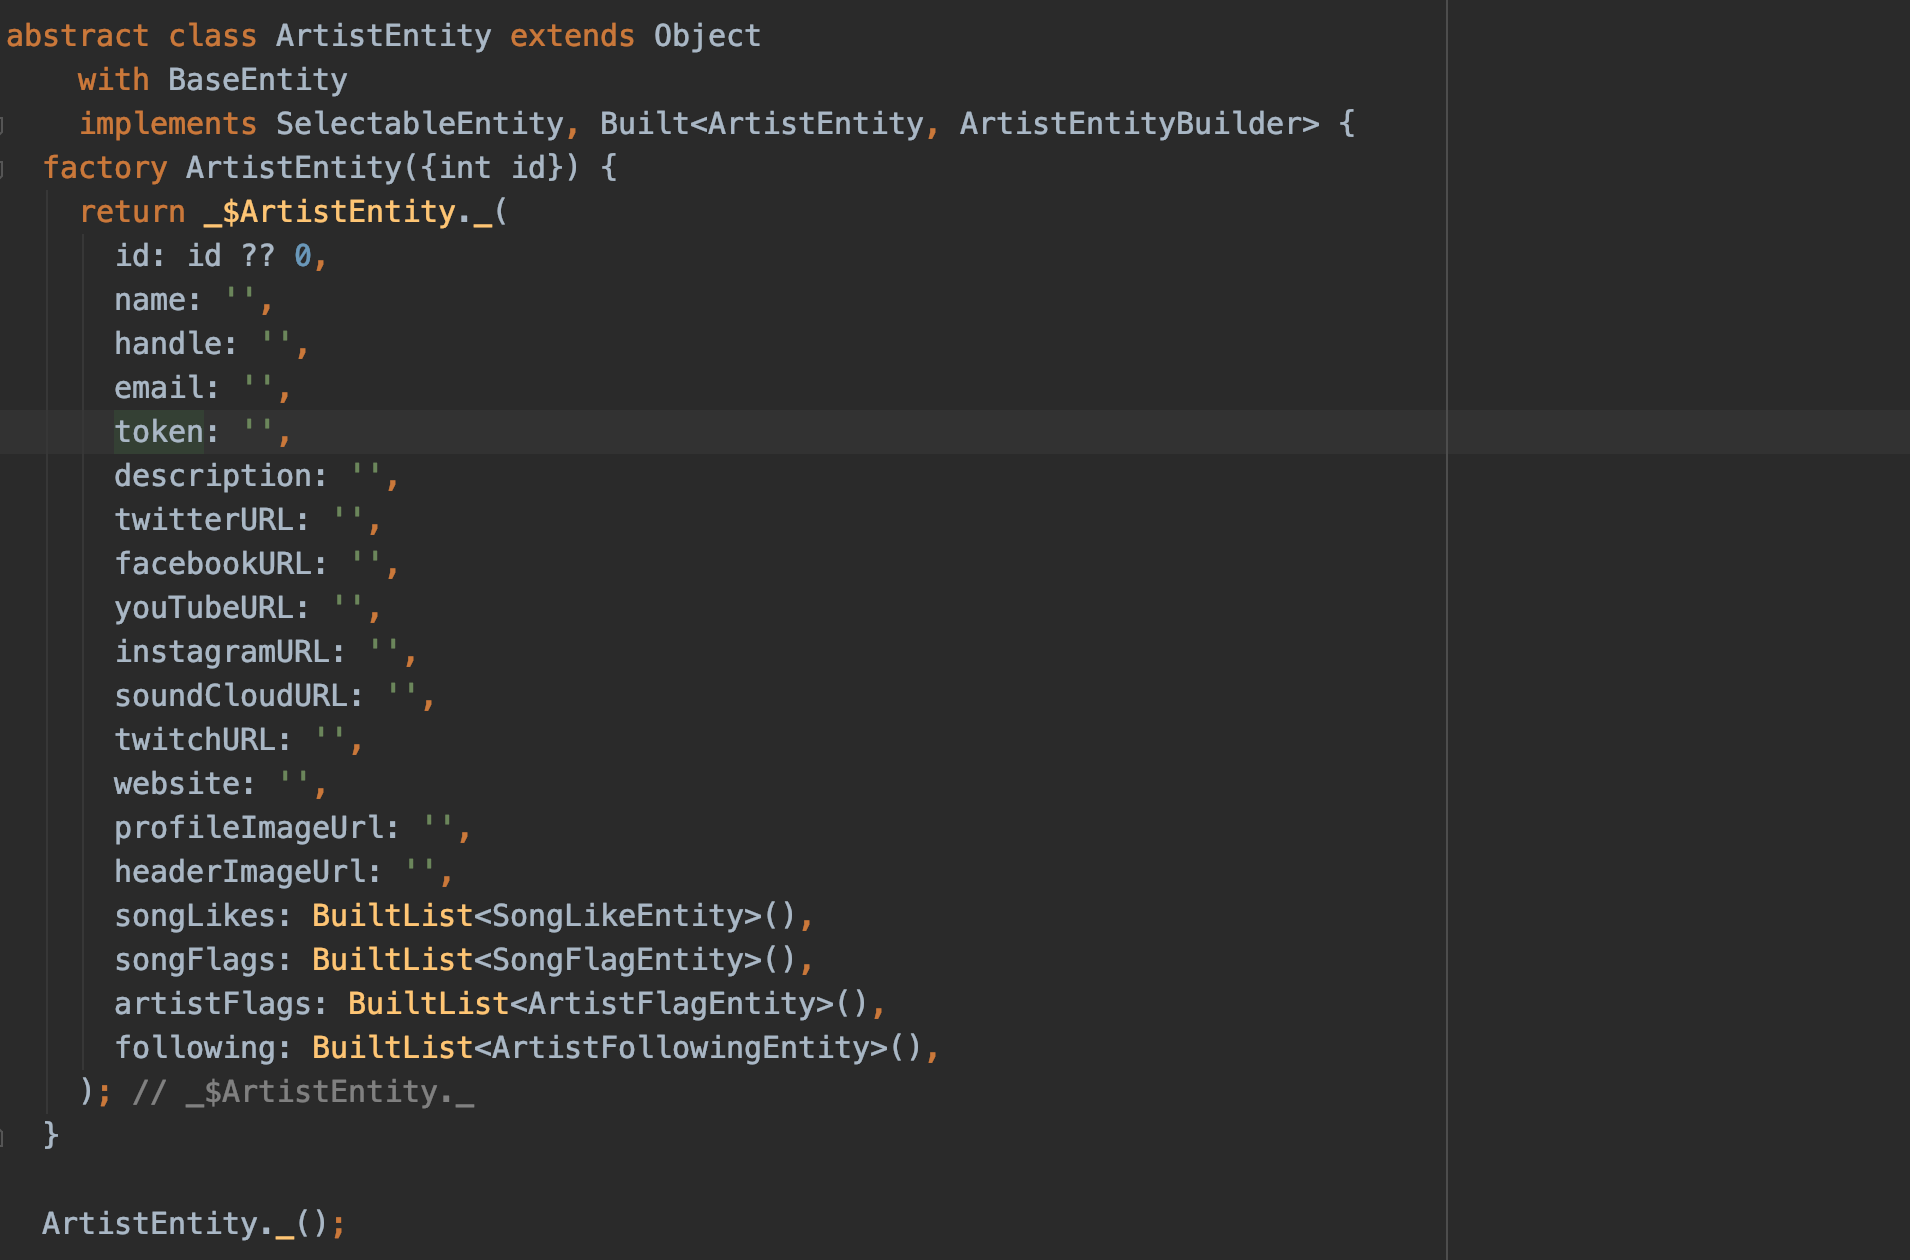 abstract class ArtistEntity extends Object
    with BaseEntity
    implements SelectableEntity, Built<ArtistEntity, ArtistEntityBuilder> {
  factory ArtistEntity({int id}) {
    return _$ArtistEntity._(
      id: id ?? 0,
      name: '',
      handle: '',
      email: '',
      token: '',
      description: '',
      twitterURL: '',
      facebookURL: '',
      youTubeURL: '',
      instagramURL: '',
      soundCloudURL: '',
      twitchURL: '',
      website: '',
      profileImageUrl: '',
      headerImageUrl: '',
      songLikes: BuiltList<SongLikeEntity>(),
      songFlags: BuiltList<SongFlagEntity>(),
      artistFlags: BuiltList<ArtistFlagEntity>(),
      following: BuiltList<ArtistFollowingEntity>(),
    ); // _$ArtistEntity._
  }

  ArtistEntity._();